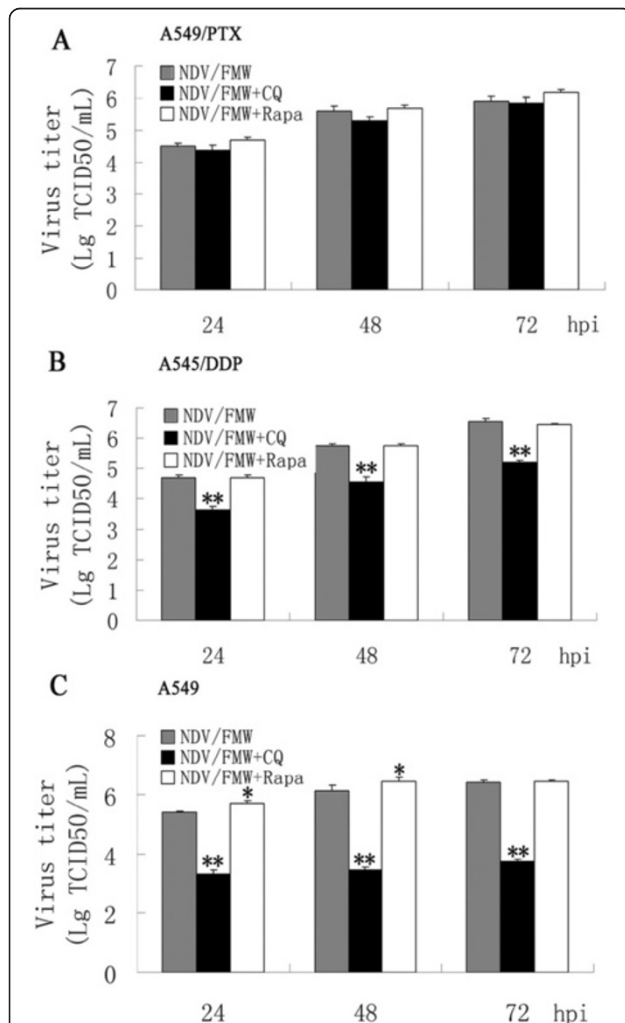 A
A549/PTX
NDV/FMW
NDV/FMW+CQ
NDV/FMW+Rapa
Virus titer
(Lg TCID50/mL)
7
6
5
4
3
2
1
0
24 48 72 hpi
B
A545/DDP
NDV/FMW
NDV/FMW+CQ
NDV/FMW+Rapa
Virus titer
(Lg TCID50/mL)
7
6
5
4
3
2
1
0
** ** **
24 48 72 hpi
C
A549
NDV/FMW
NDV/FMW+CQ
NDV/FMW+Rapa
Virus titer
(Lg TCID50/mL)
8
6
4
2
0
* *
** ** **
24 48 72 hpi